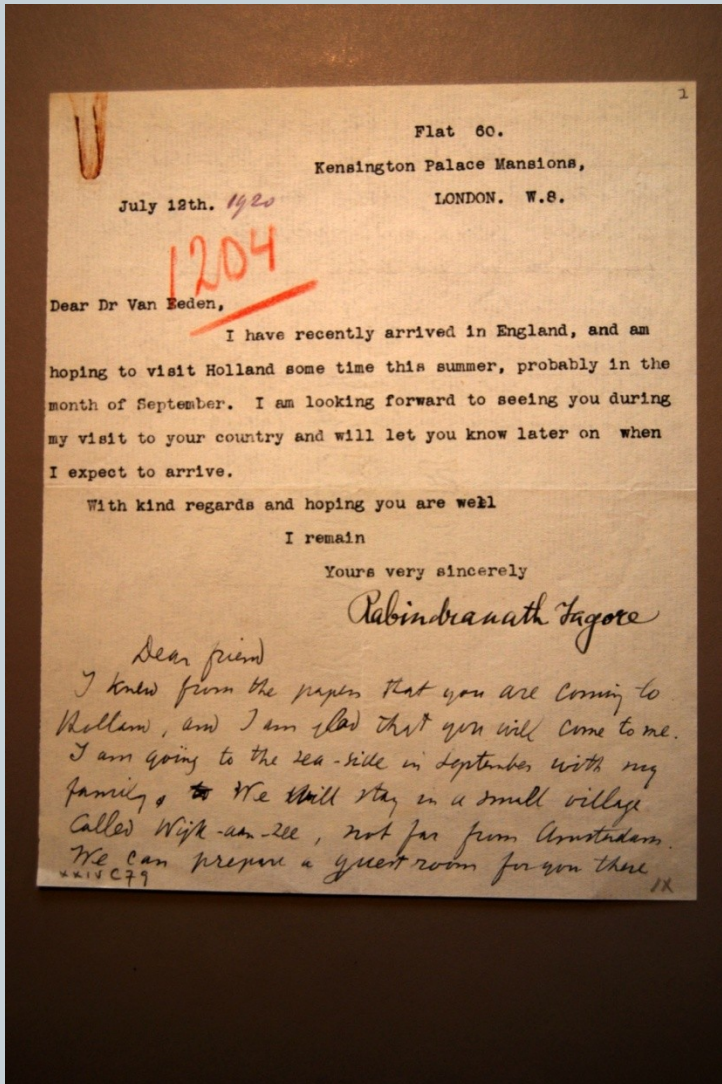 1
Flat 60.
Kensington Palace Mansions,
July 12th. 1920 LONDON. W.8.
1204
Dear Dr Van Eeden,
I have recently arrived in England, and am
hoping to visit Holland some time this summer, probably in the
month of September. I am looking forward to seeing you during
my visit to your country and will let you know later on when
I expect to arrive.
With kind regards and hoping you are well
I remain
Yours very sincerely
Rabindranath Tagore
Dear friend
I knew from the papers that you are coming to
Holland, and I am glad that you will come to me.
I am going to the sea-side in September with my
family. We will stay in a small village
called Wijk-aan-Zee, not far from Amsterdam.
We can prepare a guestroom for you there
XXIV C79